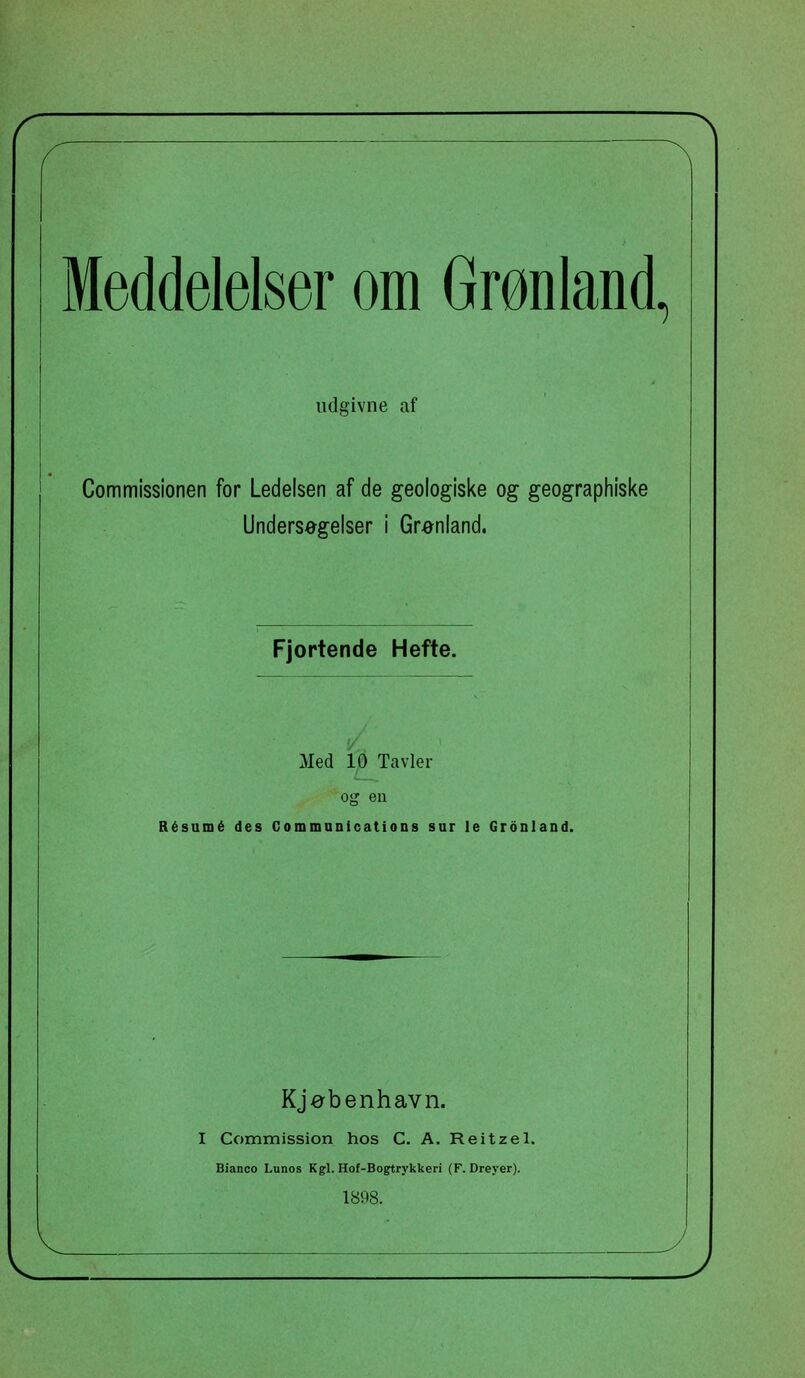 Meddelelser om Grønland,
udgivne af
Commissionen for Ledelsen af de geologiske og geographiske
Undersøgelser i Grønland.
Fjortende Hefte.
Med 10 Tavler
og en
Résumé des Communications sur le Grönland.
Kjøbenhavn.
I Commission hos C. A. Reitzel.
Bianco Lunos Kgl. Hof-Bogtrykkeri (F. Dreyer).
1898.